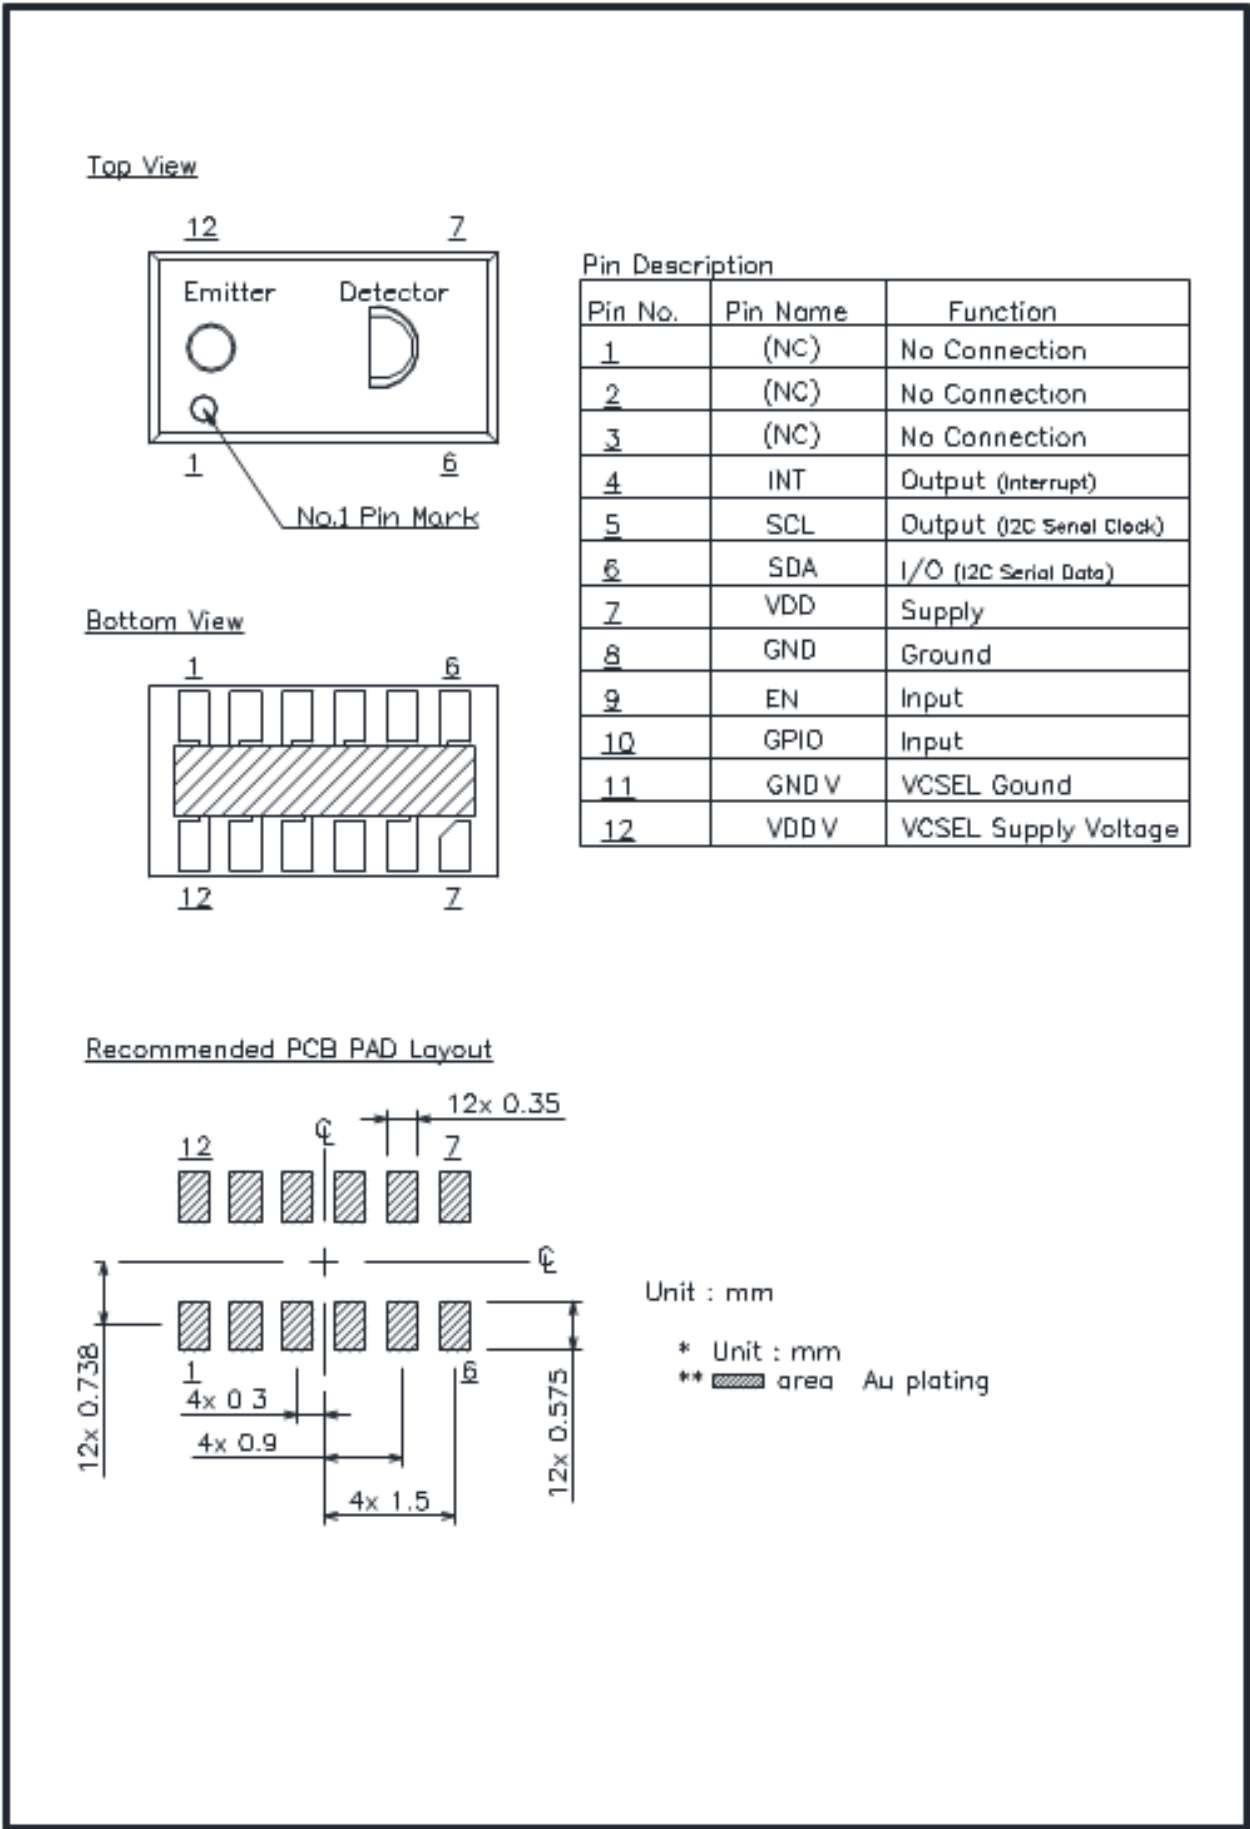 Top View
12 7
Emitter Detector
1 6
No.1 Pin Mark
Pin Description
Pin No. Pin Name Function
1 (NC) No Connection
2 (NC) No Connection
3 (NC) No Connection
4 INT Output (Interrupt)
5 SCL Output (I2C Serial Clock)
6 SDA I/O (I2C Serial Data)
7 VDD Supply
8 GND Ground
9 EN Input
10 GPIO Input
11 GND V VCSEL Gound
12 VDD V VCSEL Supply Voltage
Bottom View
1 6
12 7
Recommended PCB PAD Layout
12x 0.35
12 ℄ 7
℄
12x 0.738
1 6
4x 0 3
4x 0.9
4x 1.5
12x 0.575
Unit : mm
* Unit : mm
** area Au plating